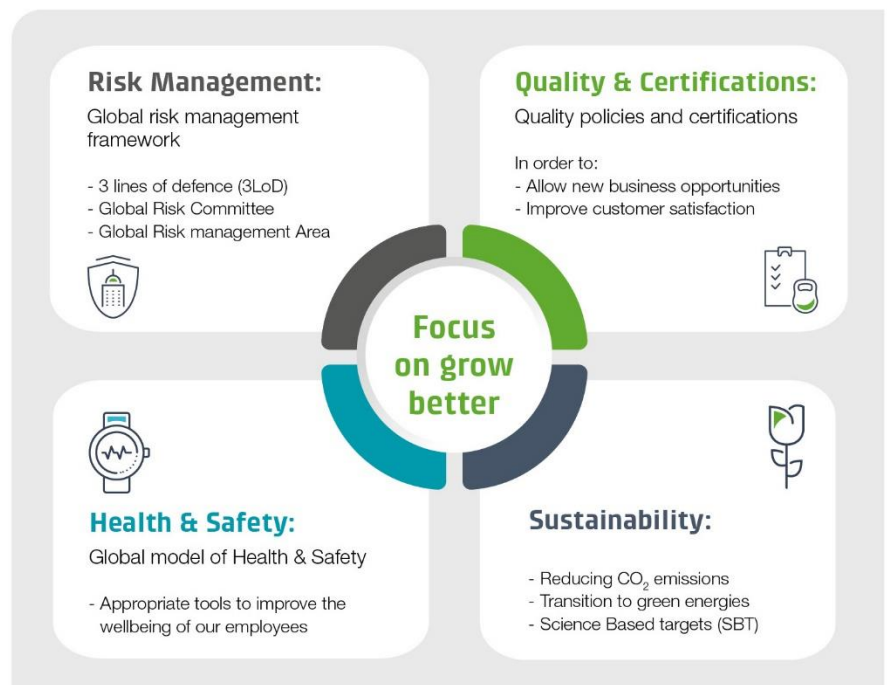 Risk Management:
Global risk management
framework
- 3 lines of defence (3LoD)
- Global Risk Committee
- Global Risk management Area
Quality & Certifications:
Quality policies and certifications
In order to:
- Allow new business opportunities
- Improve customer satisfaction
Focus
on grow
better
Health & Safety:
Global model of Health & Safety
- Appropriate tools to improve the
wellbeing of our employees
Sustainability:
- Reducing CO₂ emissions
- Transition to green energies
- Science Based targets (SBT)